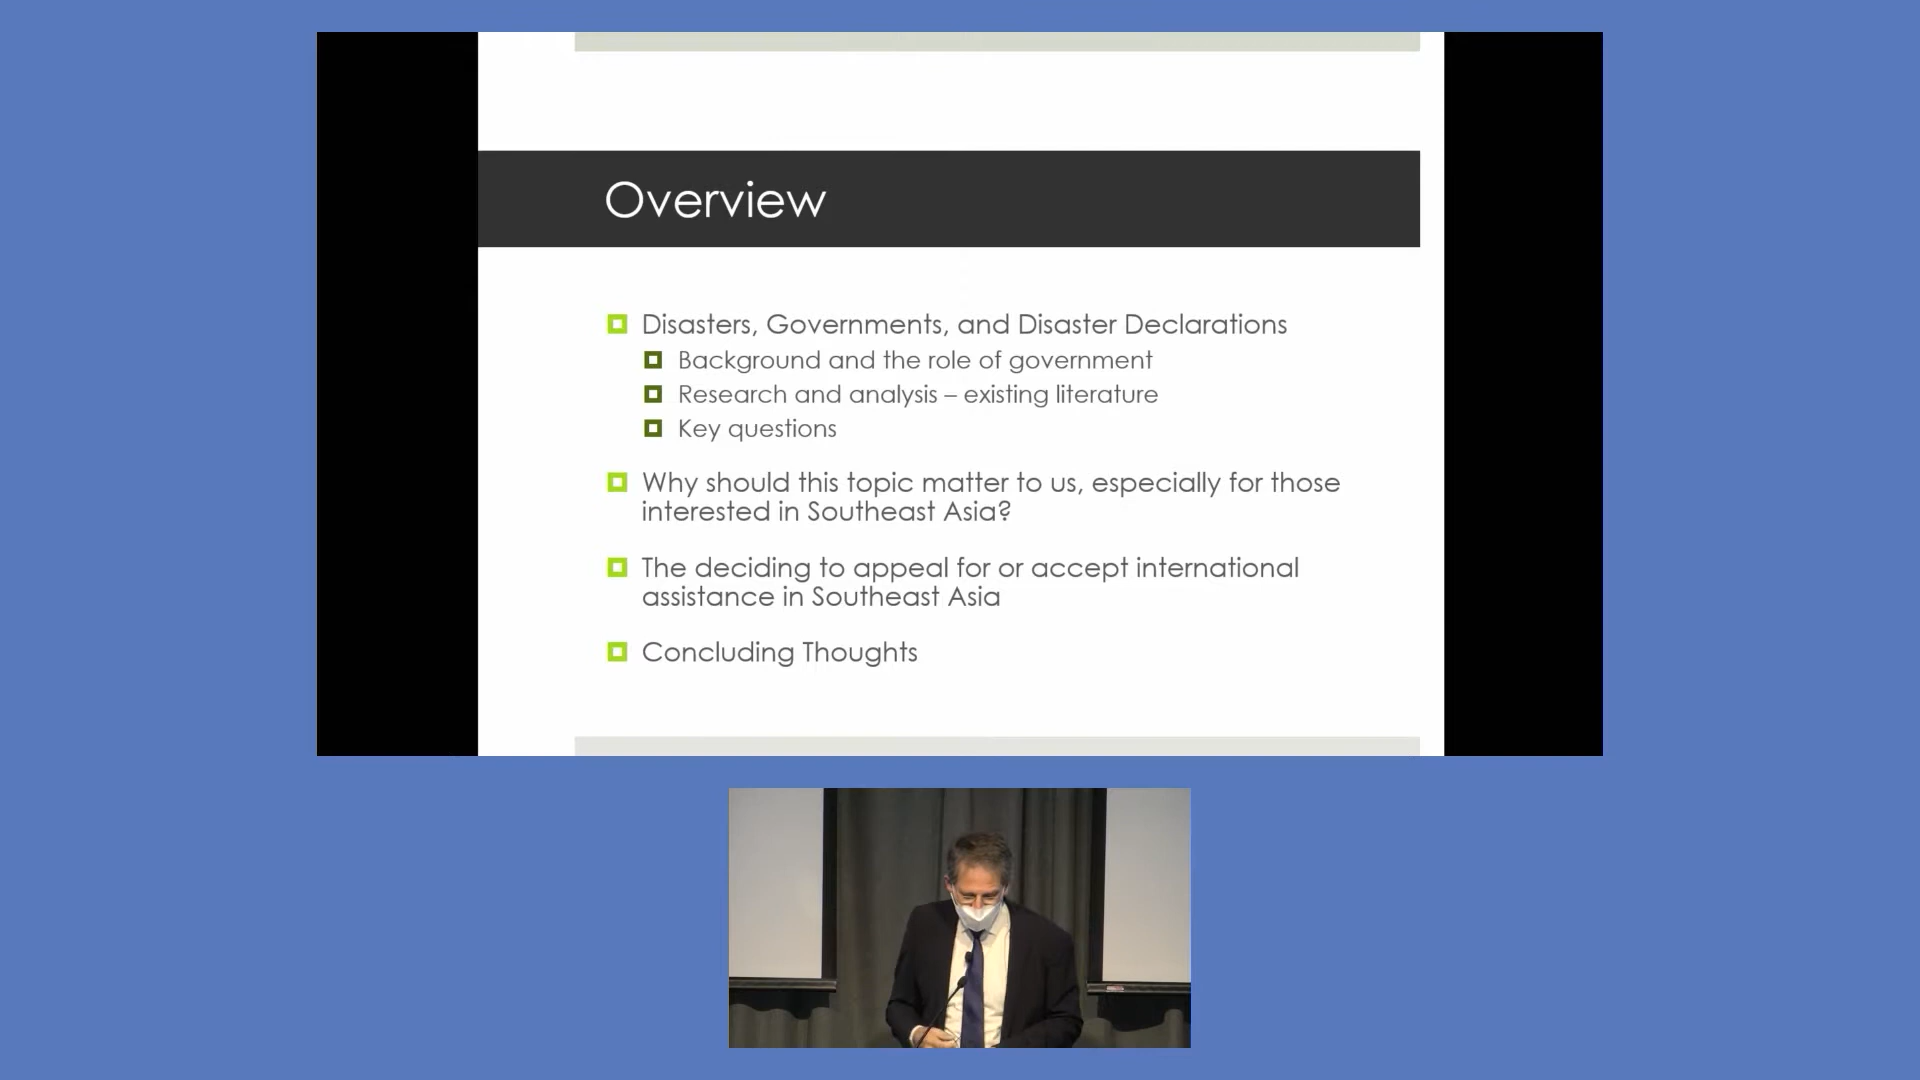 Overview
Disasters, Governments, and Disaster Declarations
Background and the role of government
Research and analysis – existing literature
Key questions
Why should this topic matter to us, especially for those
interested in Southeast Asia?
The deciding to appeal for or accept international
assistance in Southeast Asia
Concluding Thoughts